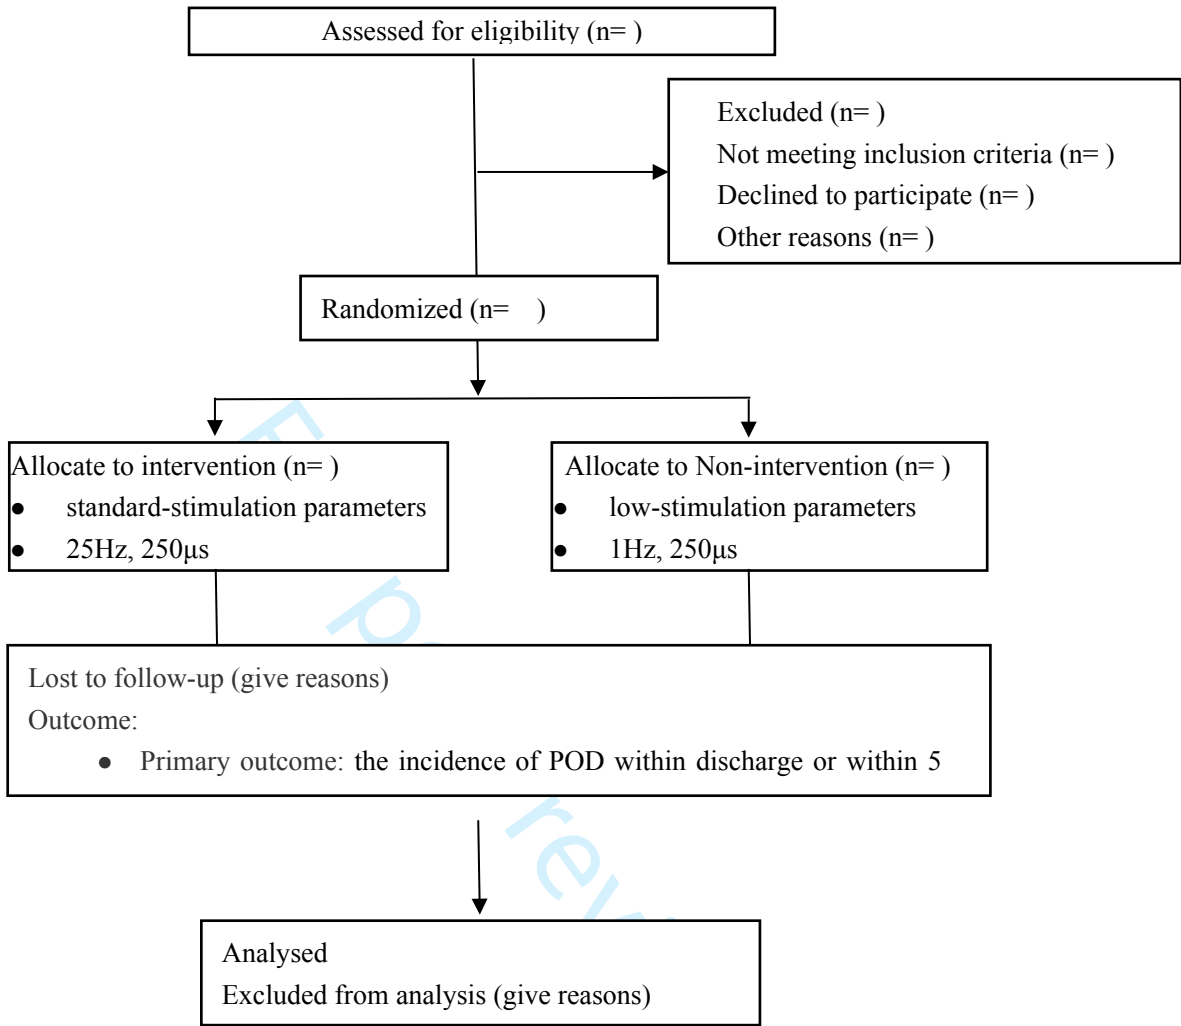 Assessed for eligibility (n= )
Excluded (n= )
Not meeting inclusion criteria (n= )
Declined to participate (n= )
Other reasons (n= )
Randomized (n=    )
Allocate to intervention (n= )
● standard-stimulation parameters
● 25Hz, 250μs
Allocate to Non-intervention (n= )
● low-stimulation parameters
● 1Hz, 250μs
Lost to follow-up (give reasons)
Outcome:
● Primary outcome: the incidence of POD within discharge or within 5
Analysed
Excluded from analysis (give reasons)